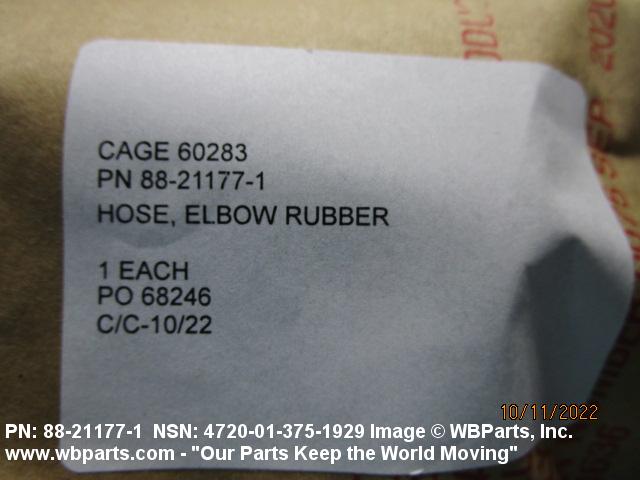 CAGE 60283
PN 88-21177-1
HOSE, ELBOW RUBBER
1 EACH
PO 68246
C/C-10/22
SEP 2020
10/11/2022
PN: 88-21177-1 NSN: 4720-01-375-1929 Image © WBParts, Inc.
www.wbparts.com - "Our Parts Keep the World Moving"